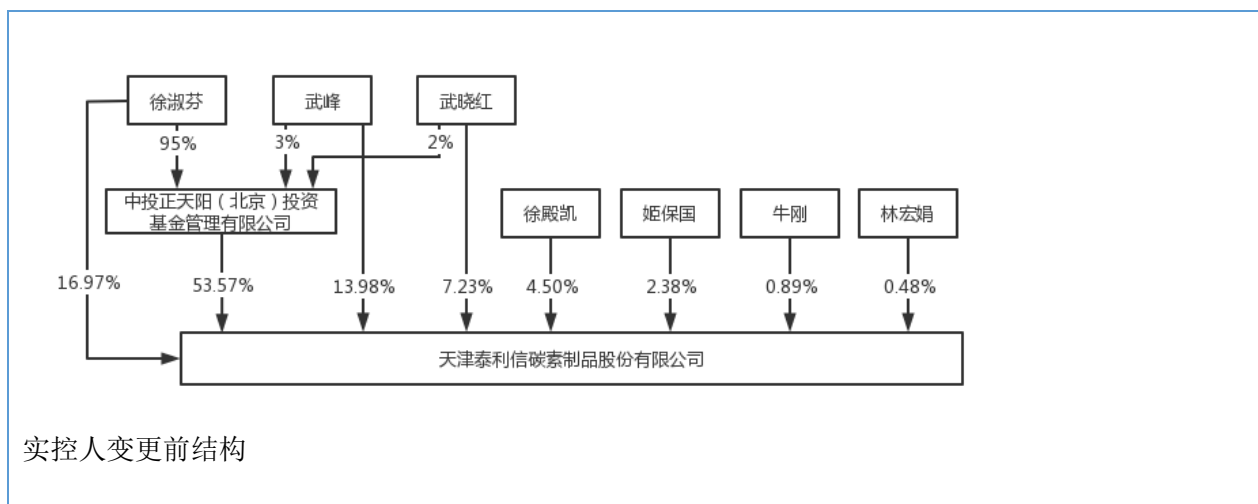 徐淑芬
武峰
武晓红
95%
3%
2%
中投正天阳（北京）投资
基金管理有限公司
徐殿凯
姬保国
牛刚
林宏娟
16.97%
53.57%
13.98%
7.23%
4.50%
2.38%
0.89%
0.48%
天津泰利信碳素制品股份有限公司
实控人变更前结构